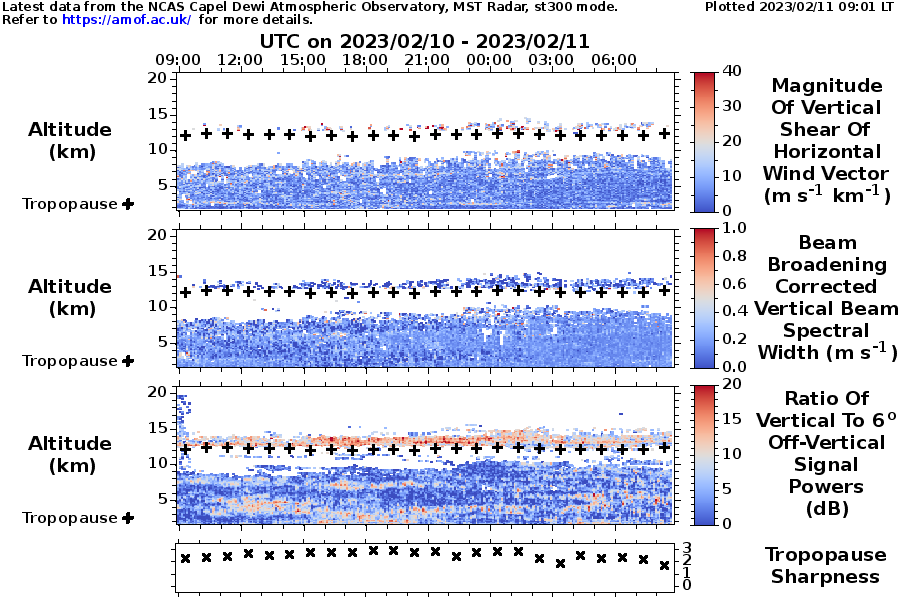 Latest data from the NCAS Capel Dewi Atmospheric Observatory, MST Radar, st300 mode.
Plotted 2023/02/11 09:01 LT
Refer to https://amof.ac.uk/ for more details.
UTC on 2023/02/10 - 2023/02/11
09:00 12:00 15:00 18:00 21:00 00:00 03:00 06:00
20
15
10
5
Altitude
(km)
Tropopause
40
30
20
10
0
Magnitude
Of Vertical
Shear Of
Horizontal
Wind Vector
(m s-1 km-1)
20
15
10
5
Altitude
(km)
Tropopause
1.0
0.8
0.6
0.4
0.2
0.0
Beam
Broadening
Corrected
Vertical Beam
Spectral
Width (m s-1)
20
15
10
5
Altitude
(km)
Tropopause
20
15
10
5
0
Ratio Of
Vertical To 6o
Off-Vertical
Signal
Powers
(dB)
3
2
1
0
Tropopause
Sharpness